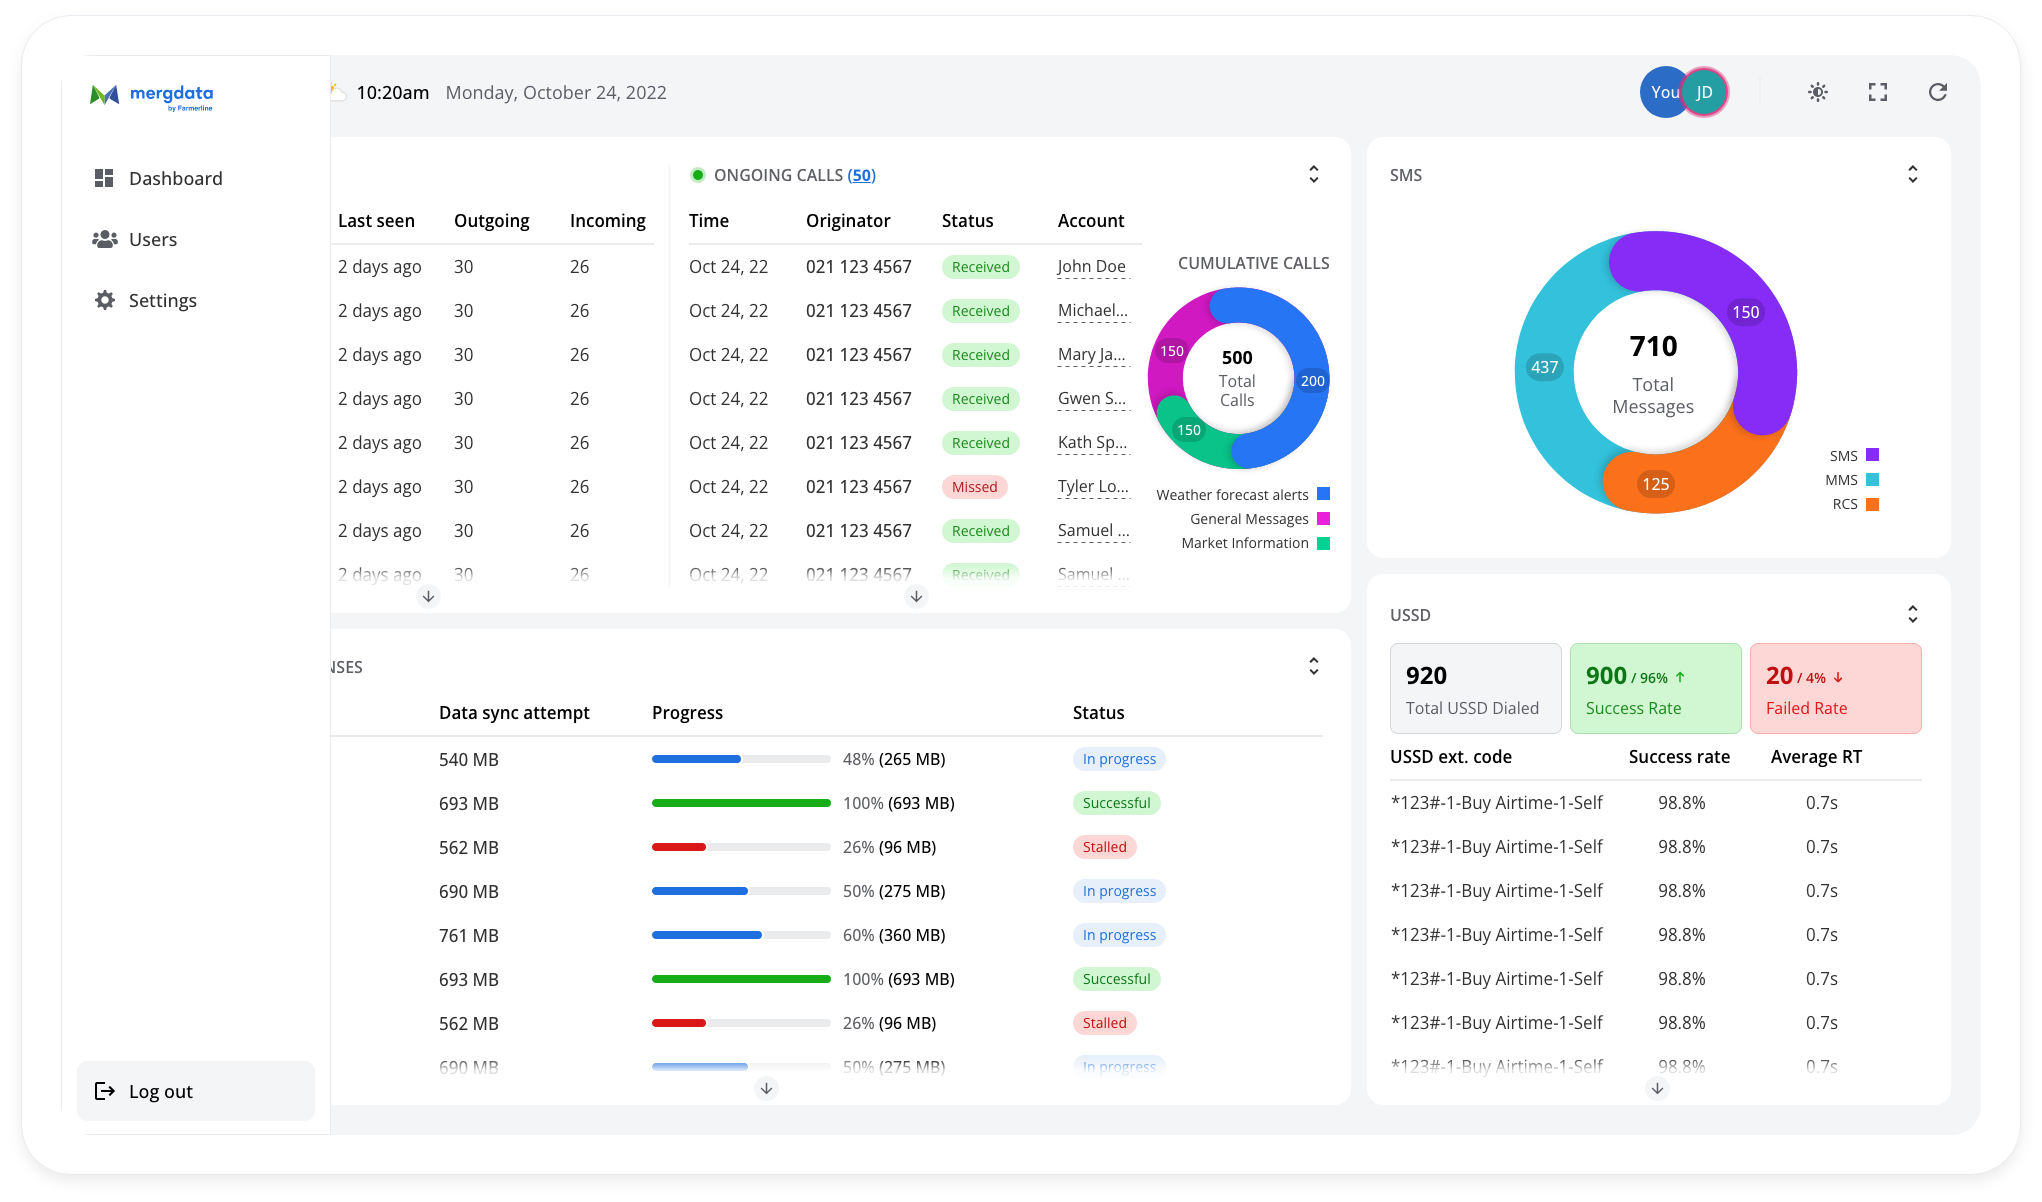 mergdata
by Farmerline
Dashboard
Users
Settings
Log out
10:20am Monday, October 24, 2022
You JD
Last seen Outgoing Incoming
2 days ago 30 26
2 days ago 30 26
2 days ago 30 26
2 days ago 30 26
2 days ago 30 26
2 days ago 30 26
2 days ago 30 26
2 days ago 30 26
ONGOING CALLS (50)
Time Originator Status Account
Oct 24, 22 021 123 4567 Received John Doe
Oct 24, 22 021 123 4567 Received Michael...
Oct 24, 22 021 123 4567 Received Mary Ja...
Oct 24, 22 021 123 4567 Received Gwen S...
Oct 24, 22 021 123 4567 Received Kath Sp...
Oct 24, 22 021 123 4567 Missed Tyler Lo...
Oct 24, 22 021 123 4567 Received Samuel ...
Oct 24, 22 021 123 4567 Received Samuel ...
CUMULATIVE CALLS
150
500
Total
Calls
200
150
Weather forecast alerts
General Messages
Market Information
SMS
150
437
710
Total
Messages
125
SMS
MMS
RCS
NSES
Data sync attempt Progress Status
540 MB 48% (265 MB) In progress
693 MB 100% (693 MB) Successful
562 MB 26% (96 MB) Stalled
690 MB 50% (275 MB) In progress
761 MB 60% (360 MB) In progress
693 MB 100% (693 MB) Successful
562 MB 26% (96 MB) Stalled
690 MB 50% (275 MB) In progress
USSD
920
Total USSD Dialed
900 / 96% ↑
Success Rate
20 / 4% ↓
Failed Rate
USSD ext. code Success rate Average RT
*123#-1-Buy Airtime-1-Self 98.8% 0.7s
*123#-1-Buy Airtime-1-Self 98.8% 0.7s
*123#-1-Buy Airtime-1-Self 98.8% 0.7s
*123#-1-Buy Airtime-1-Self 98.8% 0.7s
*123#-1-Buy Airtime-1-Self 98.8% 0.7s
*123#-1-Buy Airtime-1-Self 98.8% 0.7s
*123#-1-Buy Airtime-1-Self 98.8% 0.7s